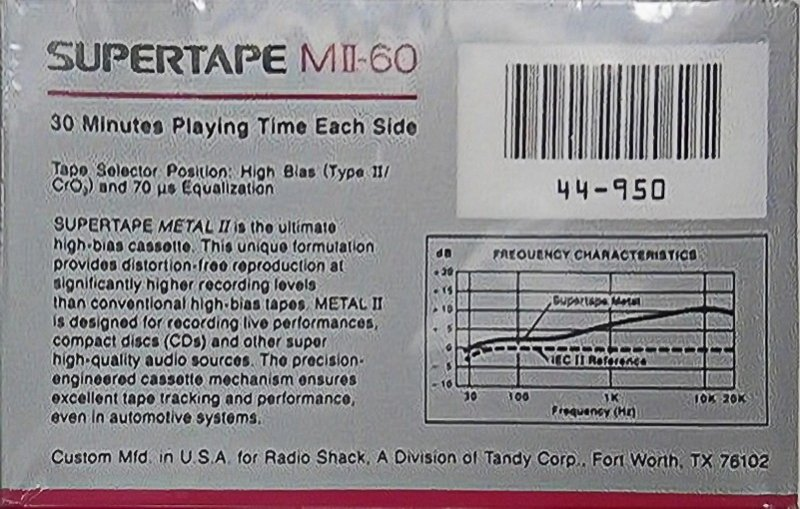 SUPERTAPE MII-60
30 Minutes Playing Time Each Side
Tape Selector Position: High Bias (Type II/
CrO₂) and 70 µs Equalization
SUPERTAPE METAL II is the ultimate
high-bias cassette. This unique formulation
provides distortion-free reproduction at
significantly higher recording levels
than conventional high-bias tapes. METAL II
is designed for recording live performances,
compact discs (CDs) and other super
high-quality audio sources. The precision-
engineered cassette mechanism ensures
excellent tape tracking and performance,
even in automotive systems.
44-950
dB FREQUENCY CHARACTERISTICS
+20
+15
+10
+5
0
-5
-10
Supertape Metal
IEC II Reference
30 100 1K 10K 20K
Frequency (Hz)
Custom Mfd. in U.S.A. for Radio Shack, A Division of Tandy Corp., Fort Worth, TX 76102